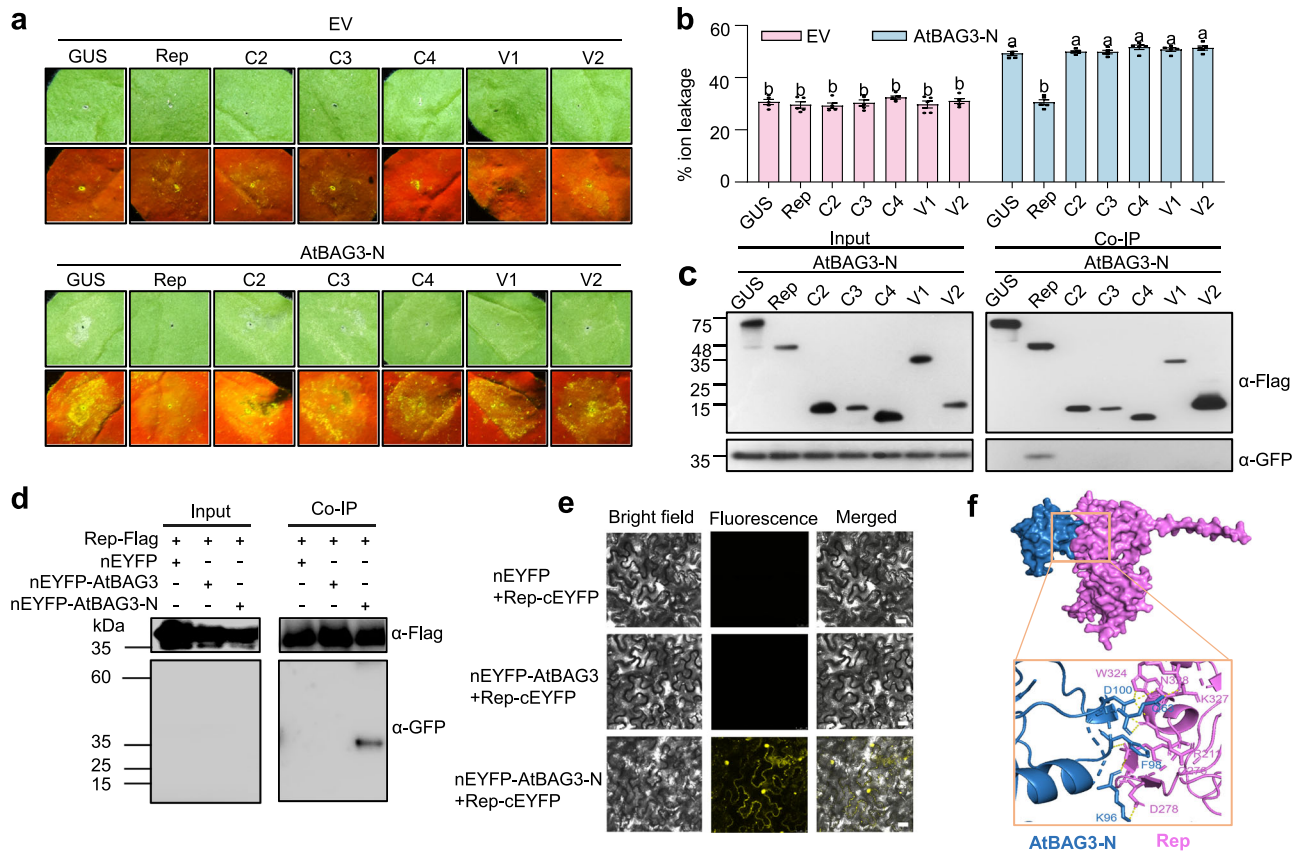 a
EV
GUS Rep C2 C3 C4 V1 V2
AtBAG3-N
GUS Rep C2 C3 C4 V1 V2
b
EV AtBAG3-N
% ion leakage
60
40
20
0
b b b b b b b a b a a a a a
GUS Rep C2 C3 C4 V1 V2 GUS Rep C2 C3 C4 V1 V2
c
Input Co-IP
AtBAG3-N AtBAG3-N
GUS Rep C2 C3 C4 V1 V2 GUS Rep C2 C3 C4 V1 V2
75
48
35
25
15
α-Flag
35
α-GFP
d
Input Co-IP
Rep-Flag + + + + + +
nEYFP + - - + - -
nEYFP-AtBAG3 - + - - + -
nEYFP-AtBAG3-N - - + - - +
kDa
35
α-Flag
60
35
25
15
α-GFP
e
Bright field Fluorescence Merged
nEYFP
+Rep-cEYFP
nEYFP-AtBAG3
+Rep-cEYFP
nEYFP-AtBAG3-N
+Rep-cEYFP
f
W324
D100
K327
F98
D278
K96
AtBAG3-N Rep